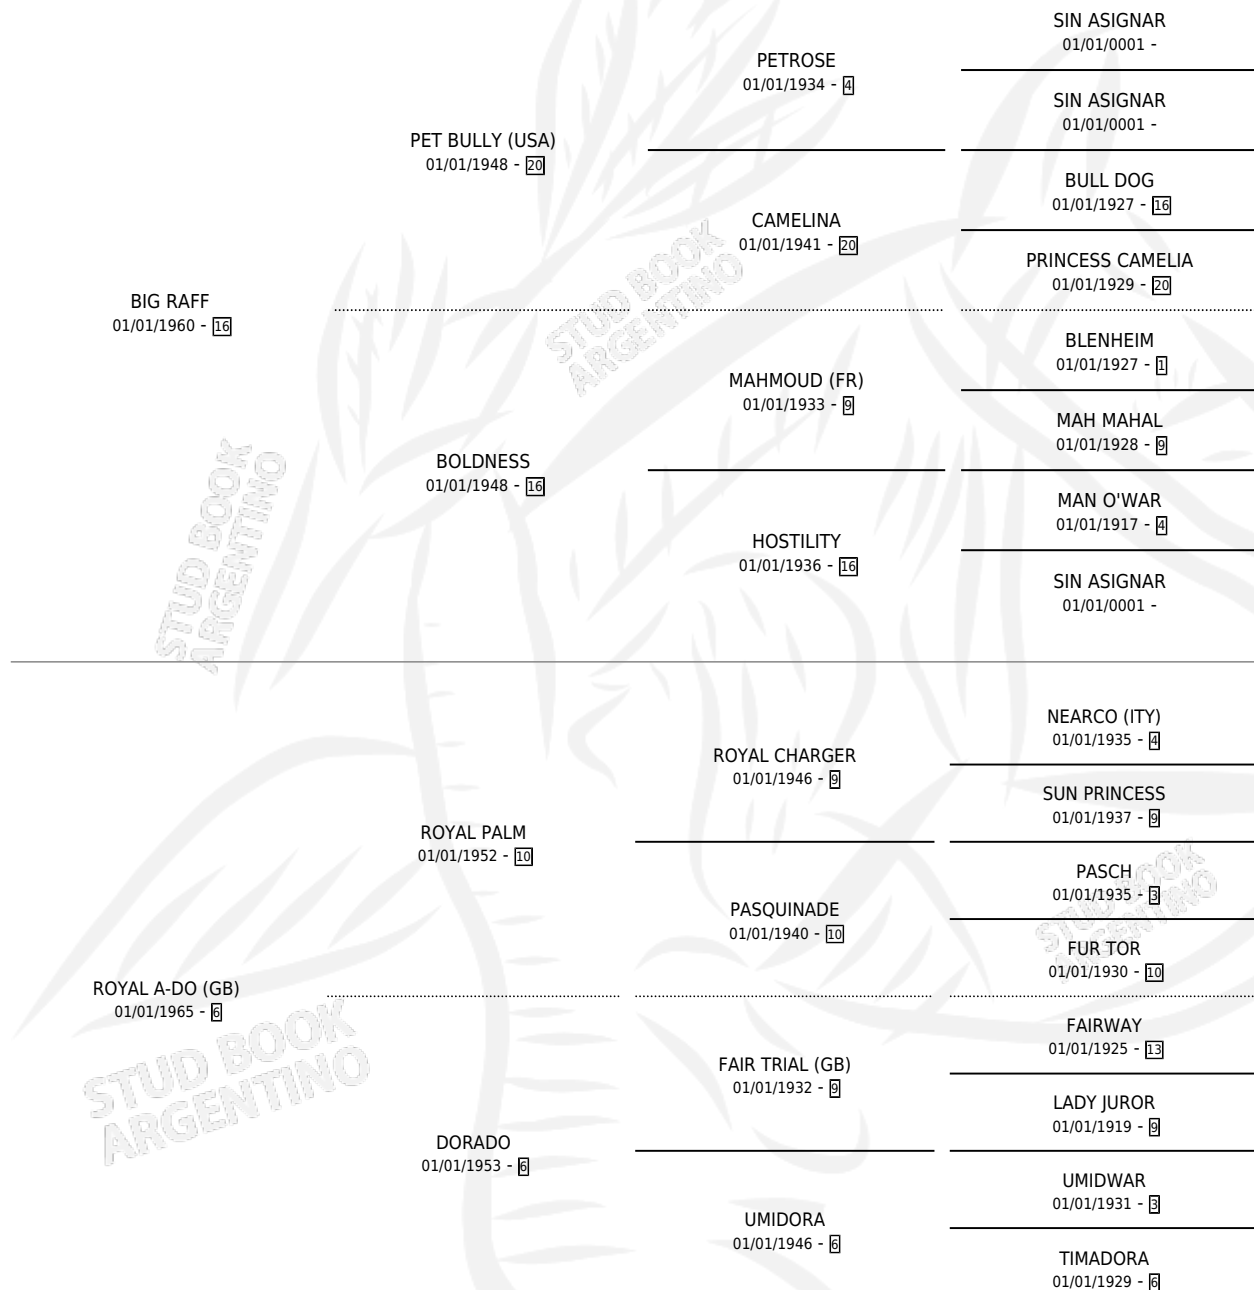 SIN ASIGNAR
01/01/0001 -
PETROSE
01/01/1934 - 4
SIN ASIGNAR
01/01/0001 -
PET BULLY (USA)
01/01/1948 - 20
BULL DOG
01/01/1927 - 16
CAMELINA
01/01/1941 - 20
PRINCESS CAMELIA
01/01/1929 - 20
BIG RAFF
01/01/1960 - 16
BLENHEIM
01/01/1927 - 1
MAHMOUD (FR)
01/01/1933 - 9
MAH MAHAL
01/01/1928 - 9
BOLDNESS
01/01/1948 - 16
MAN O'WAR
01/01/1917 - 4
HOSTILITY
01/01/1936 - 16
SIN ASIGNAR
01/01/0001 -
STUD BOOK
ARGENTINO
STUD BOOK
ARGENTINO
NEARCO (ITY)
01/01/1935 - 4
ROYAL CHARGER
01/01/1946 - 9
SUN PRINCESS
01/01/1937 - 9
ROYAL PALM
01/01/1952 - 10
PASCH
01/01/1935 - 3
PASQUINADE
01/01/1940 - 10
FUR TOR
01/01/1930 - 10
ROYAL A-DO (GB)
01/01/1965 - 6
FAIRWAY
01/01/1925 - 13
FAIR TRIAL (GB)
01/01/1932 - 9
LADY JUROR
01/01/1919 - 9
DORADO
01/01/1953 - 6
UMIDWAR
01/01/1931 - 3
UMIDORA
01/01/1946 - 6
TIMADORA
01/01/1929 - 6
STUD BOOK
ARGENTINO
STUD BOOK
ARGENTINO